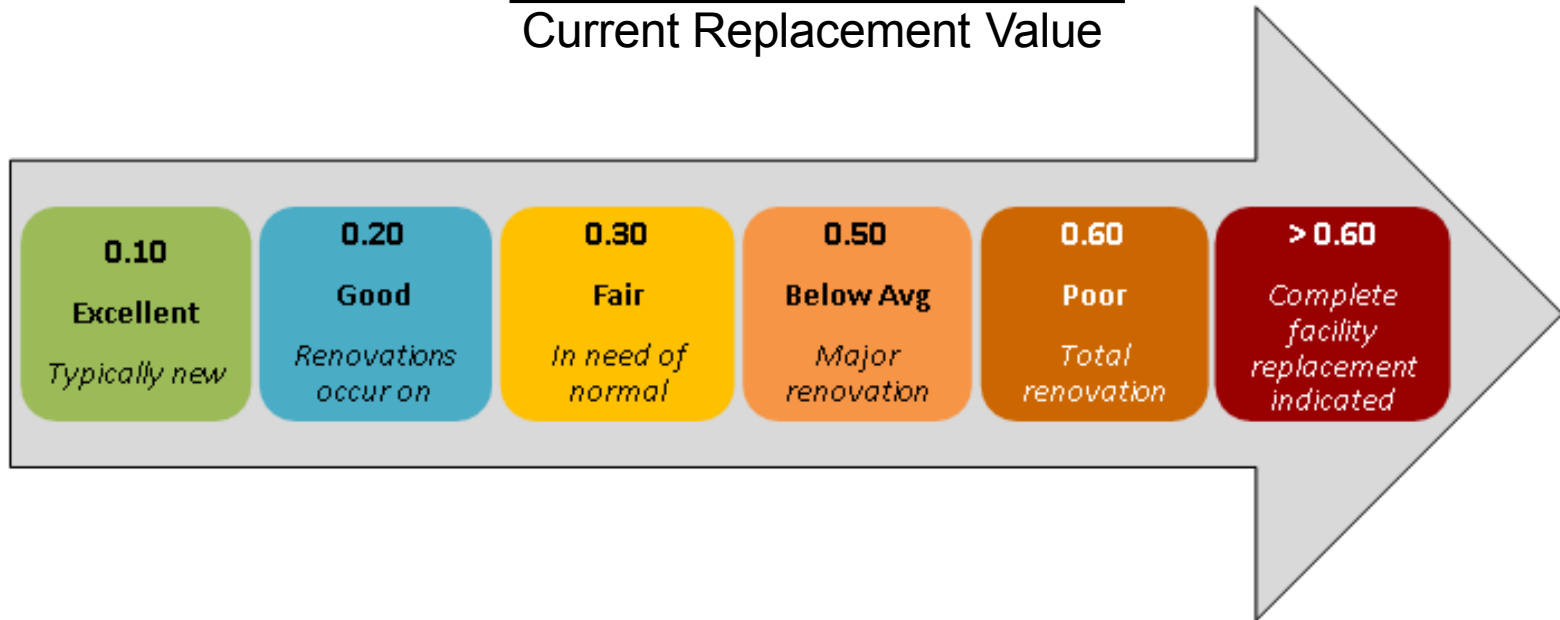 Current Replacement Value
0.10
Excellent
Typically new
0.20
Good
Renovations
occur on
0.30
Fair
In need of
normal
0.50
Below Avg
Major
renovation
0.60
Poor
Total
renovation
> 0.60
Complete
facility
replacement
indicated